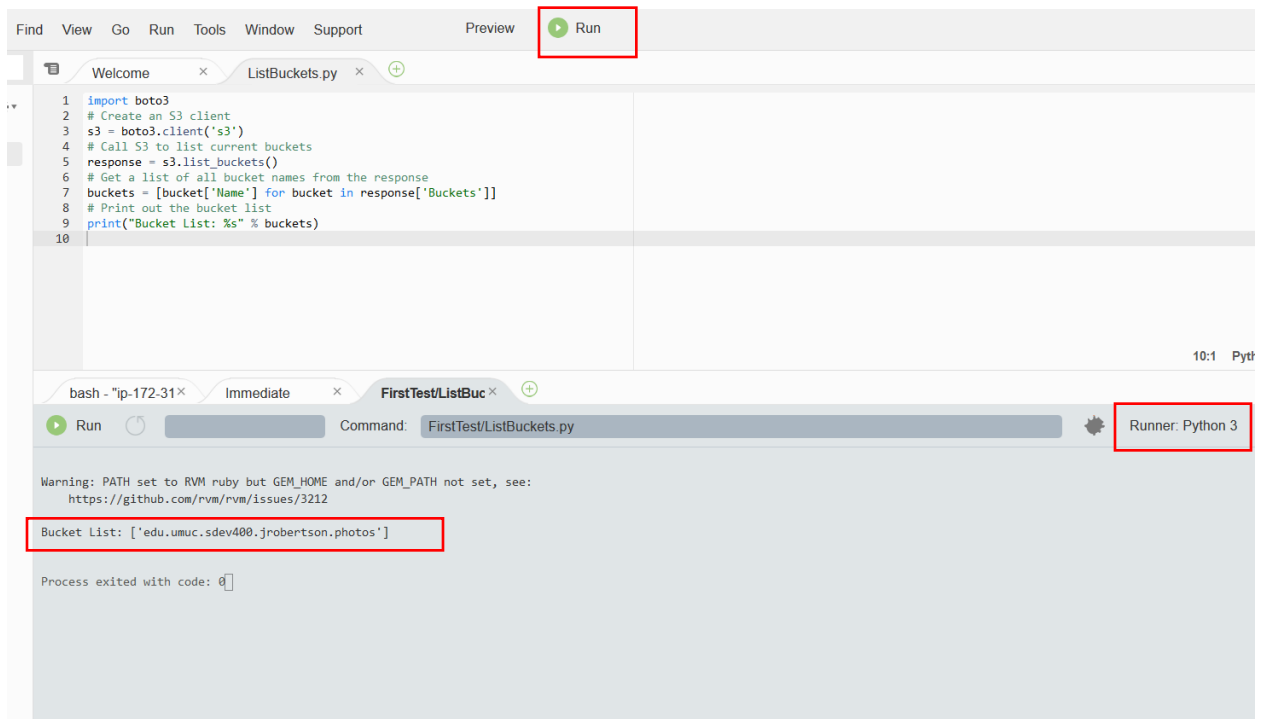 Find View Go Run Tools Window Support Preview Run
Welcome × ListBuckets.py ×
1 import boto3
2 # Create an S3 client
3 s3 = boto3.client('s3')
4 # Call S3 to list current buckets
5 response = s3.list_buckets()
6 # Get a list of all bucket names from the response
7 buckets = [bucket['Name'] for bucket in response['Buckets']]
8 # Print out the bucket list
9 print("Bucket List: %s" % buckets)
10
10:1 Pyth
bash - "ip-172-31 × Immediate × FirstTest/ListBuc ×
Run Command: FirstTest/ListBuckets.py Runner: Python 3
Warning: PATH set to RVM ruby but GEM_HOME and/or GEM_PATH not set, see:
https://github.com/rvm/rvm/issues/3212
Bucket List: ['edu.umuc.sdev400.jrobertson.photos']
Process exited with code: 0